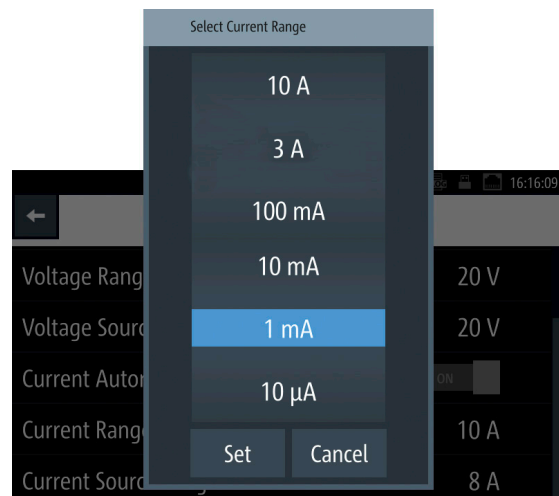 Select Current Range
10 A
3 A
100 mA
10 mA
1 mA
10 µA
Set Cancel
16:16:09
Voltage Rang 20 V
Voltage Sourc 20 V
Current Autor ON
Current Range 10 A
Current Sourc 8 A